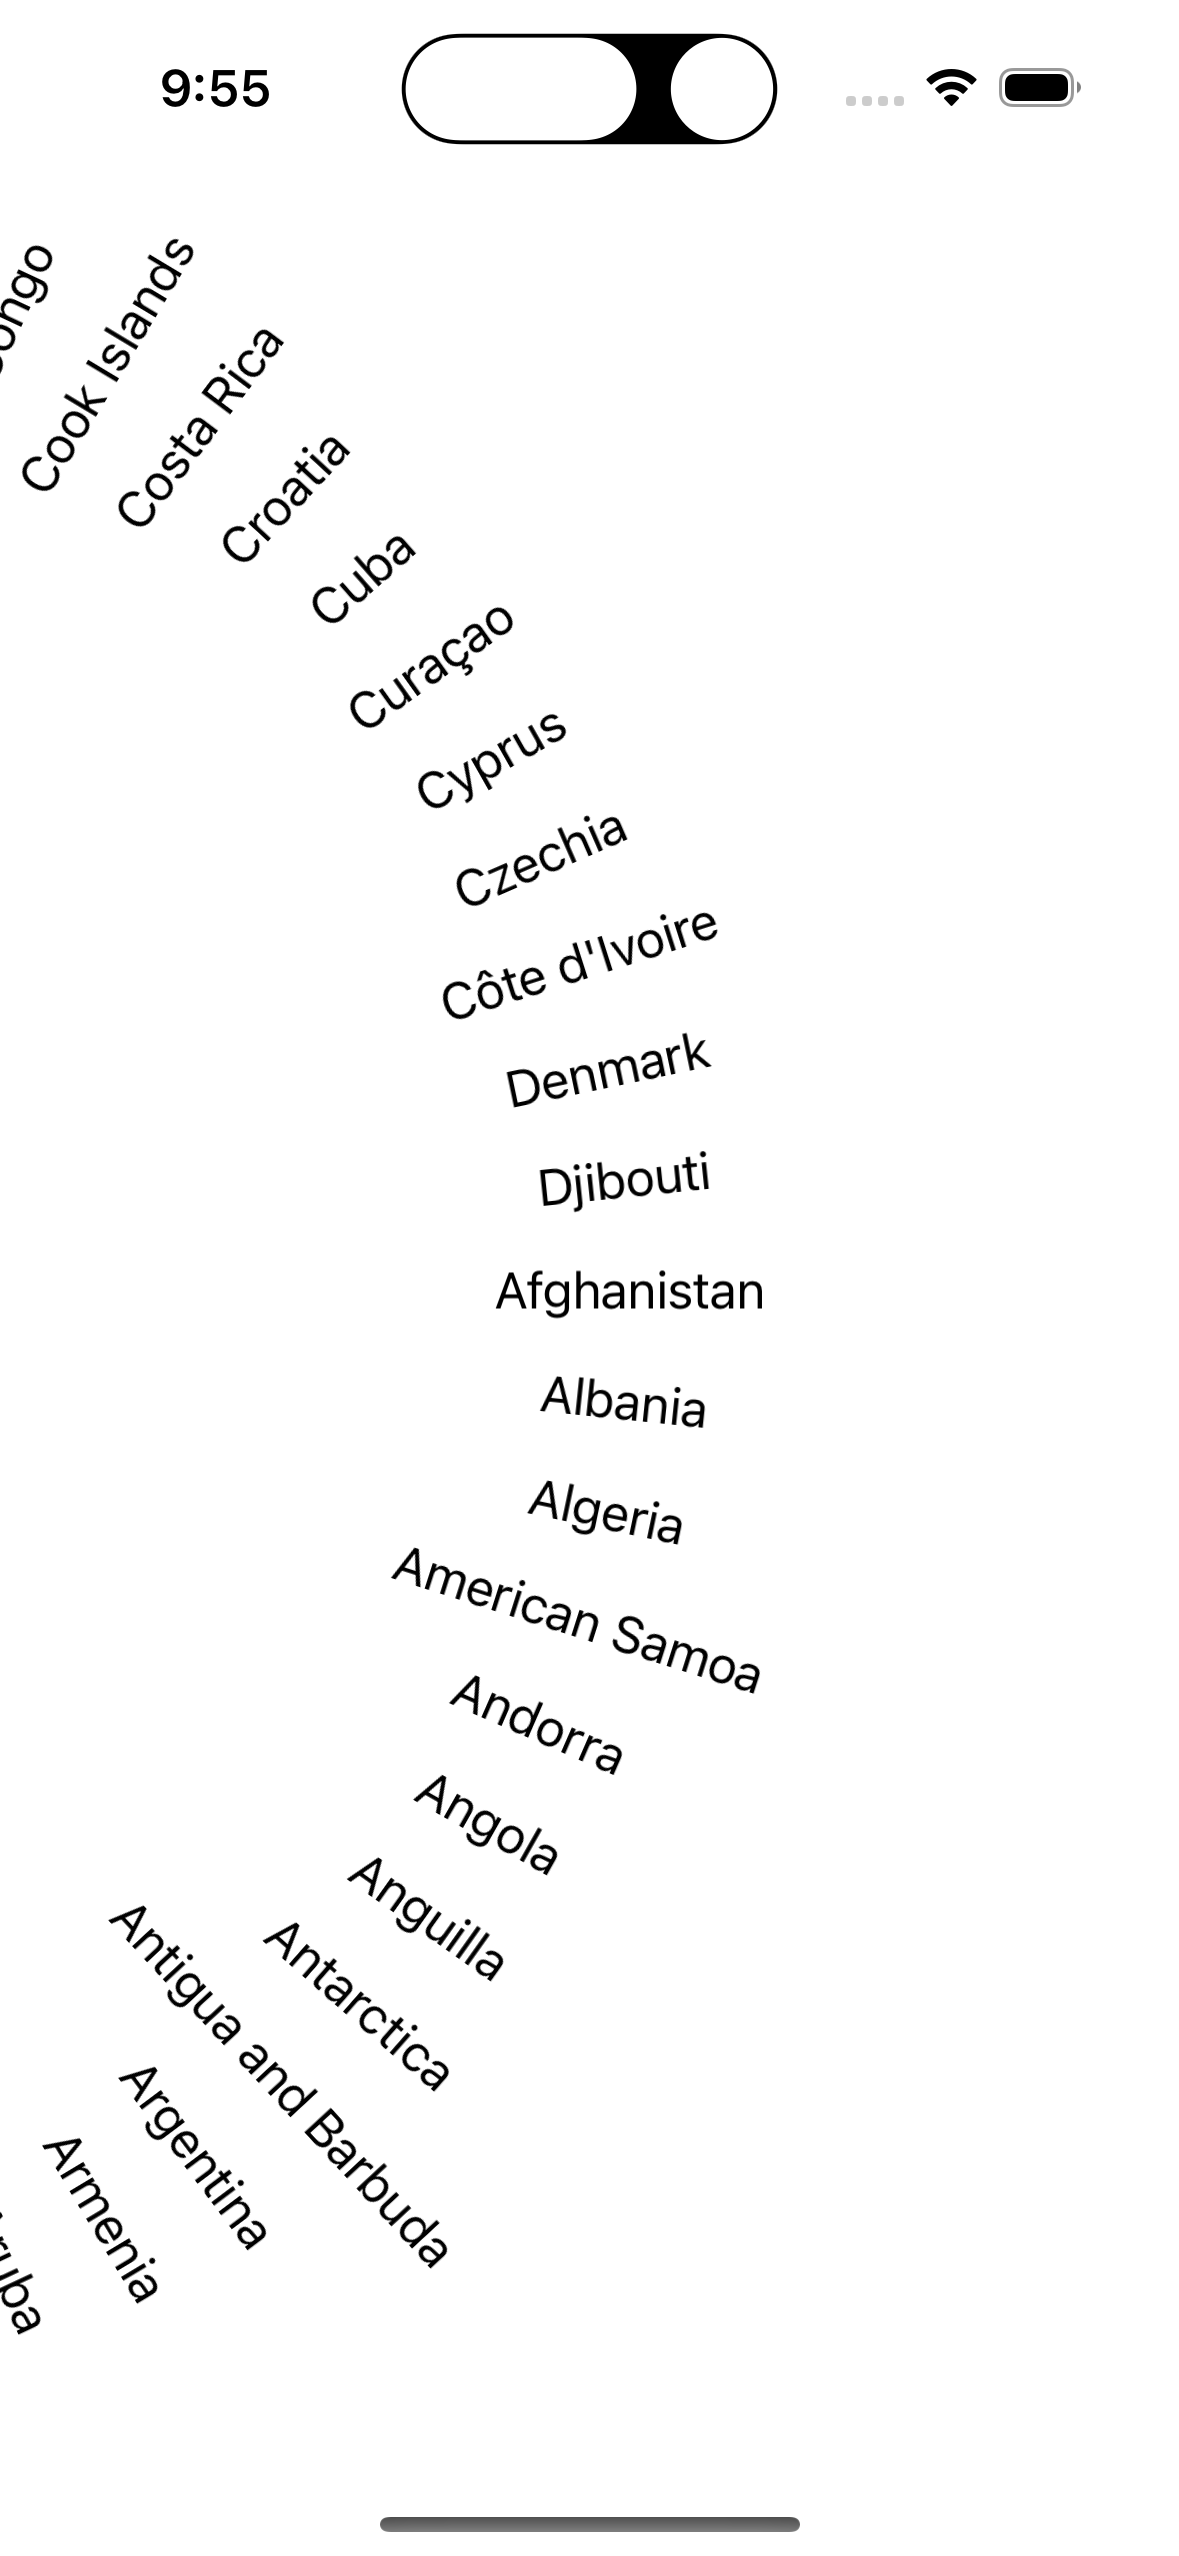 9:55
ongo
Cook Islands
Costa Rica
Croatia
Cuba
Curaçao
Cyprus
Czechia
Côte d'Ivoire
Denmark
Djibouti
Afghanistan
Albania
Algeria
American Samoa
Andorra
Angola
Anguilla
Antarctica
Antigua and Barbuda
Argentina
Armenia
ruba